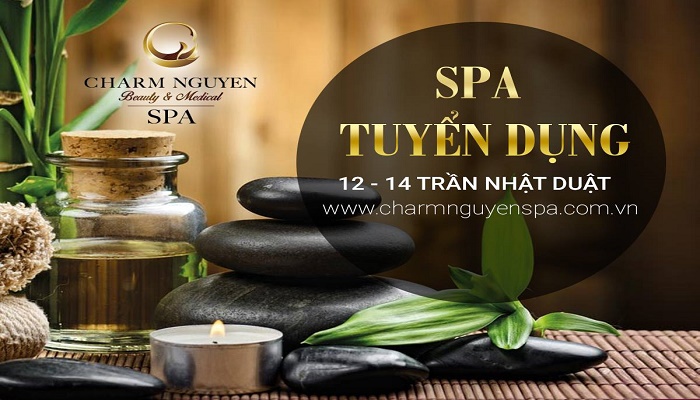 CHARM NGUYEN
Beauty & Medical
SPA
SPA
TUYỂN DỤNG
12 - 14 TRẦN NHẬT DUẬT
www.charmnguyenspa.com.vn